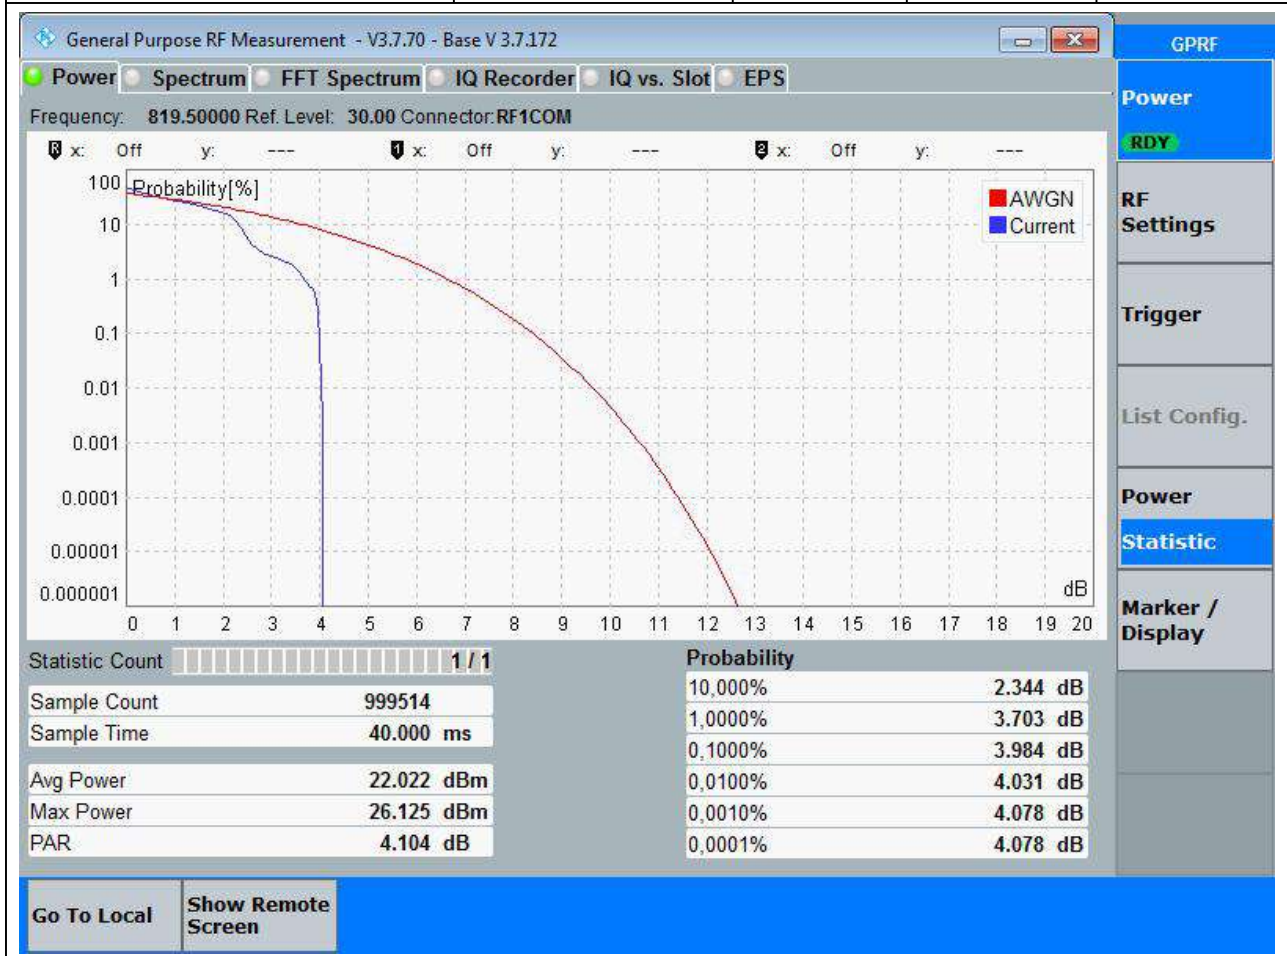 General Purpose RF Measurement - V3.7.70 - Base V 3.7.172
GPRF
Power Spectrum FFT Spectrum IQ Recorder IQ vs. Slot EPS
Frequency: 819.50000 Ref. Level: 30.00 Connector: RF1COM
R x: Off y: --- 1 x: Off y: --- 2 x: Off y: ---
Probability[%]
AWGN
Current
100
10
1
0.1
0.01
0.001
0.0001
0.00001
0.000001
dB
0 1 2 3 4 5 6 7 8 9 10 11 12 13 14 15 16 17 18 19 20
Statistic Count 1 / 1
Sample Count 999514
Sample Time 40.000 ms
Avg Power 22.022 dBm
Max Power 26.125 dBm
PAR 4.104 dB
Probability
10,000% 2.344 dB
1,0000% 3.703 dB
0,1000% 3.984 dB
0,0100% 4.031 dB
0,0010% 4.078 dB
0,0001% 4.078 dB
Power
RDY
RF
Settings
Trigger
List Config.
Power
Statistic
Marker /
Display
Go To Local
Show Remote
Screen